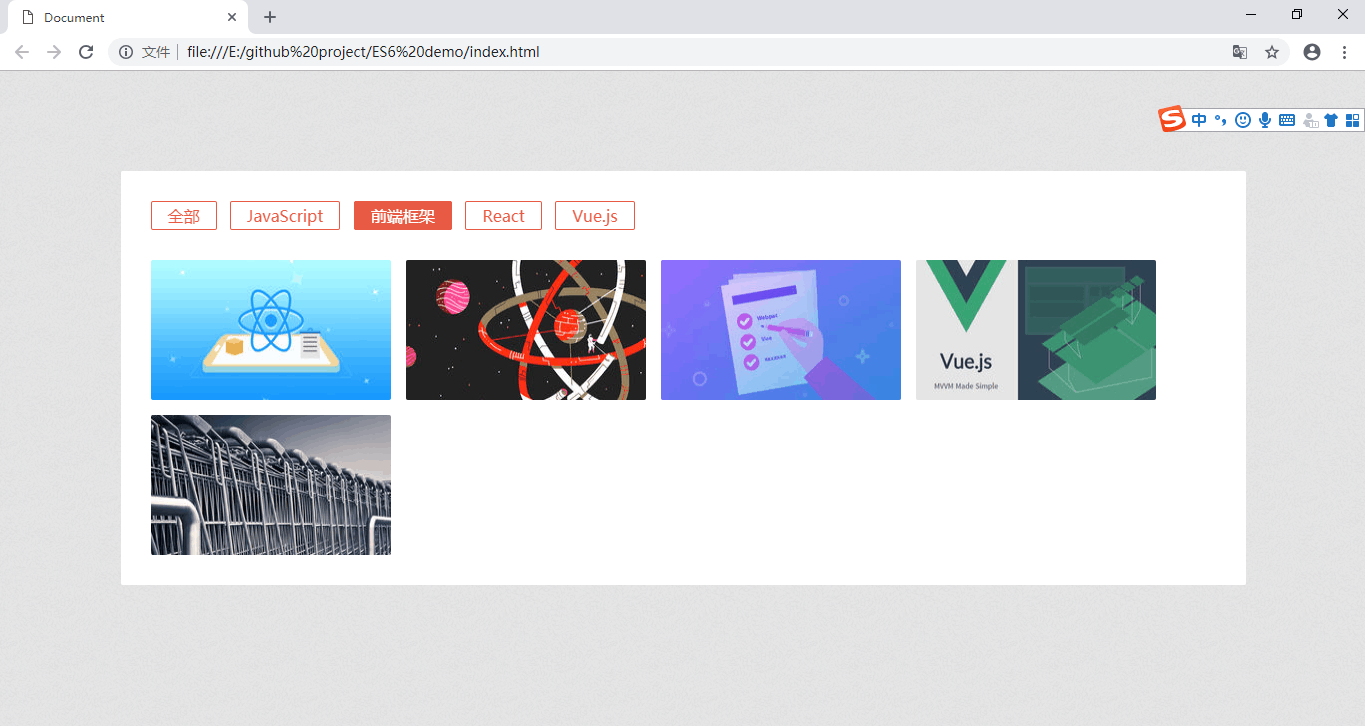 Document
文件 file:///E:/github%20project/ES6%20demo/index.html
中
全部 JavaScript 前端框架 React Vue.js
Webpact
Vue
Vue.js
MVVM Made Simple